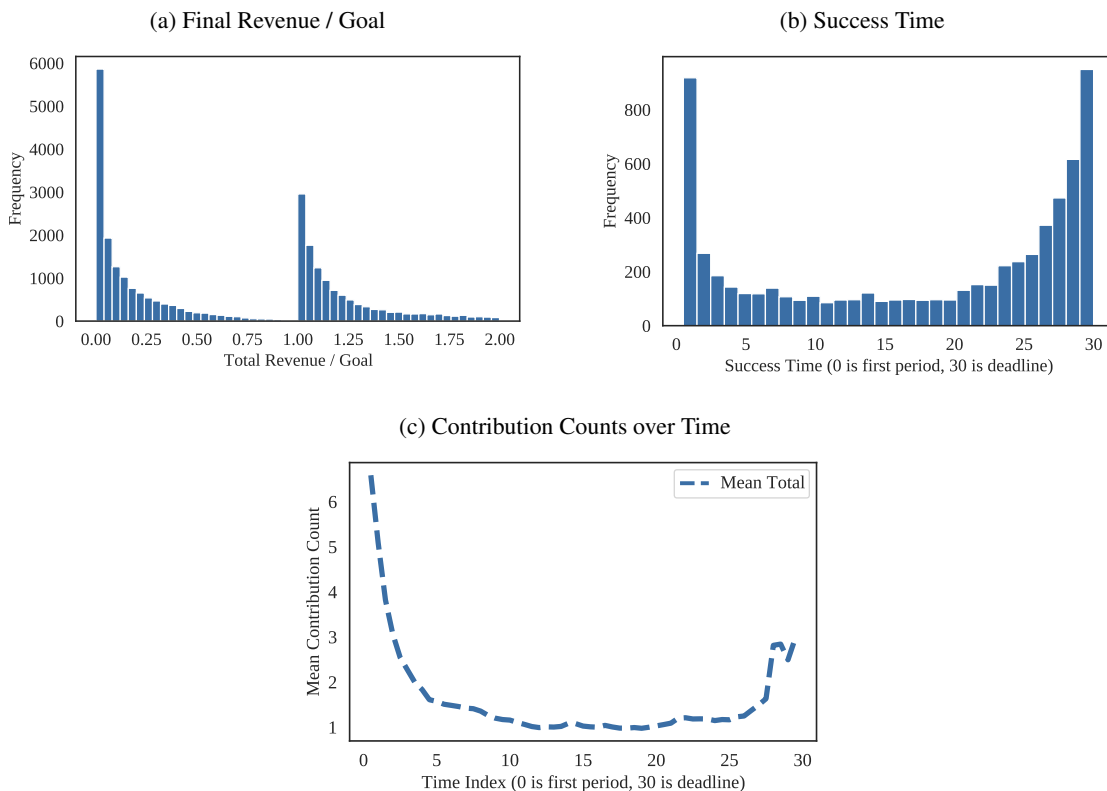 (a) Final Revenue / Goal
6000
5000
4000
3000
2000
1000
0
Frequency
0.00 0.25 0.50 0.75 1.00 1.25 1.50 1.75 2.00
Total Revenue / Goal
(b) Success Time
800
600
400
200
0
Frequency
0 5 10 15 20 25 30
Success Time (0 is first period, 30 is deadline)
(c) Contribution Counts over Time
Mean Total
6
5
4
3
2
1
Mean Contribution Count
0 5 10 15 20 25 30
Time Index (0 is first period, 30 is deadline)